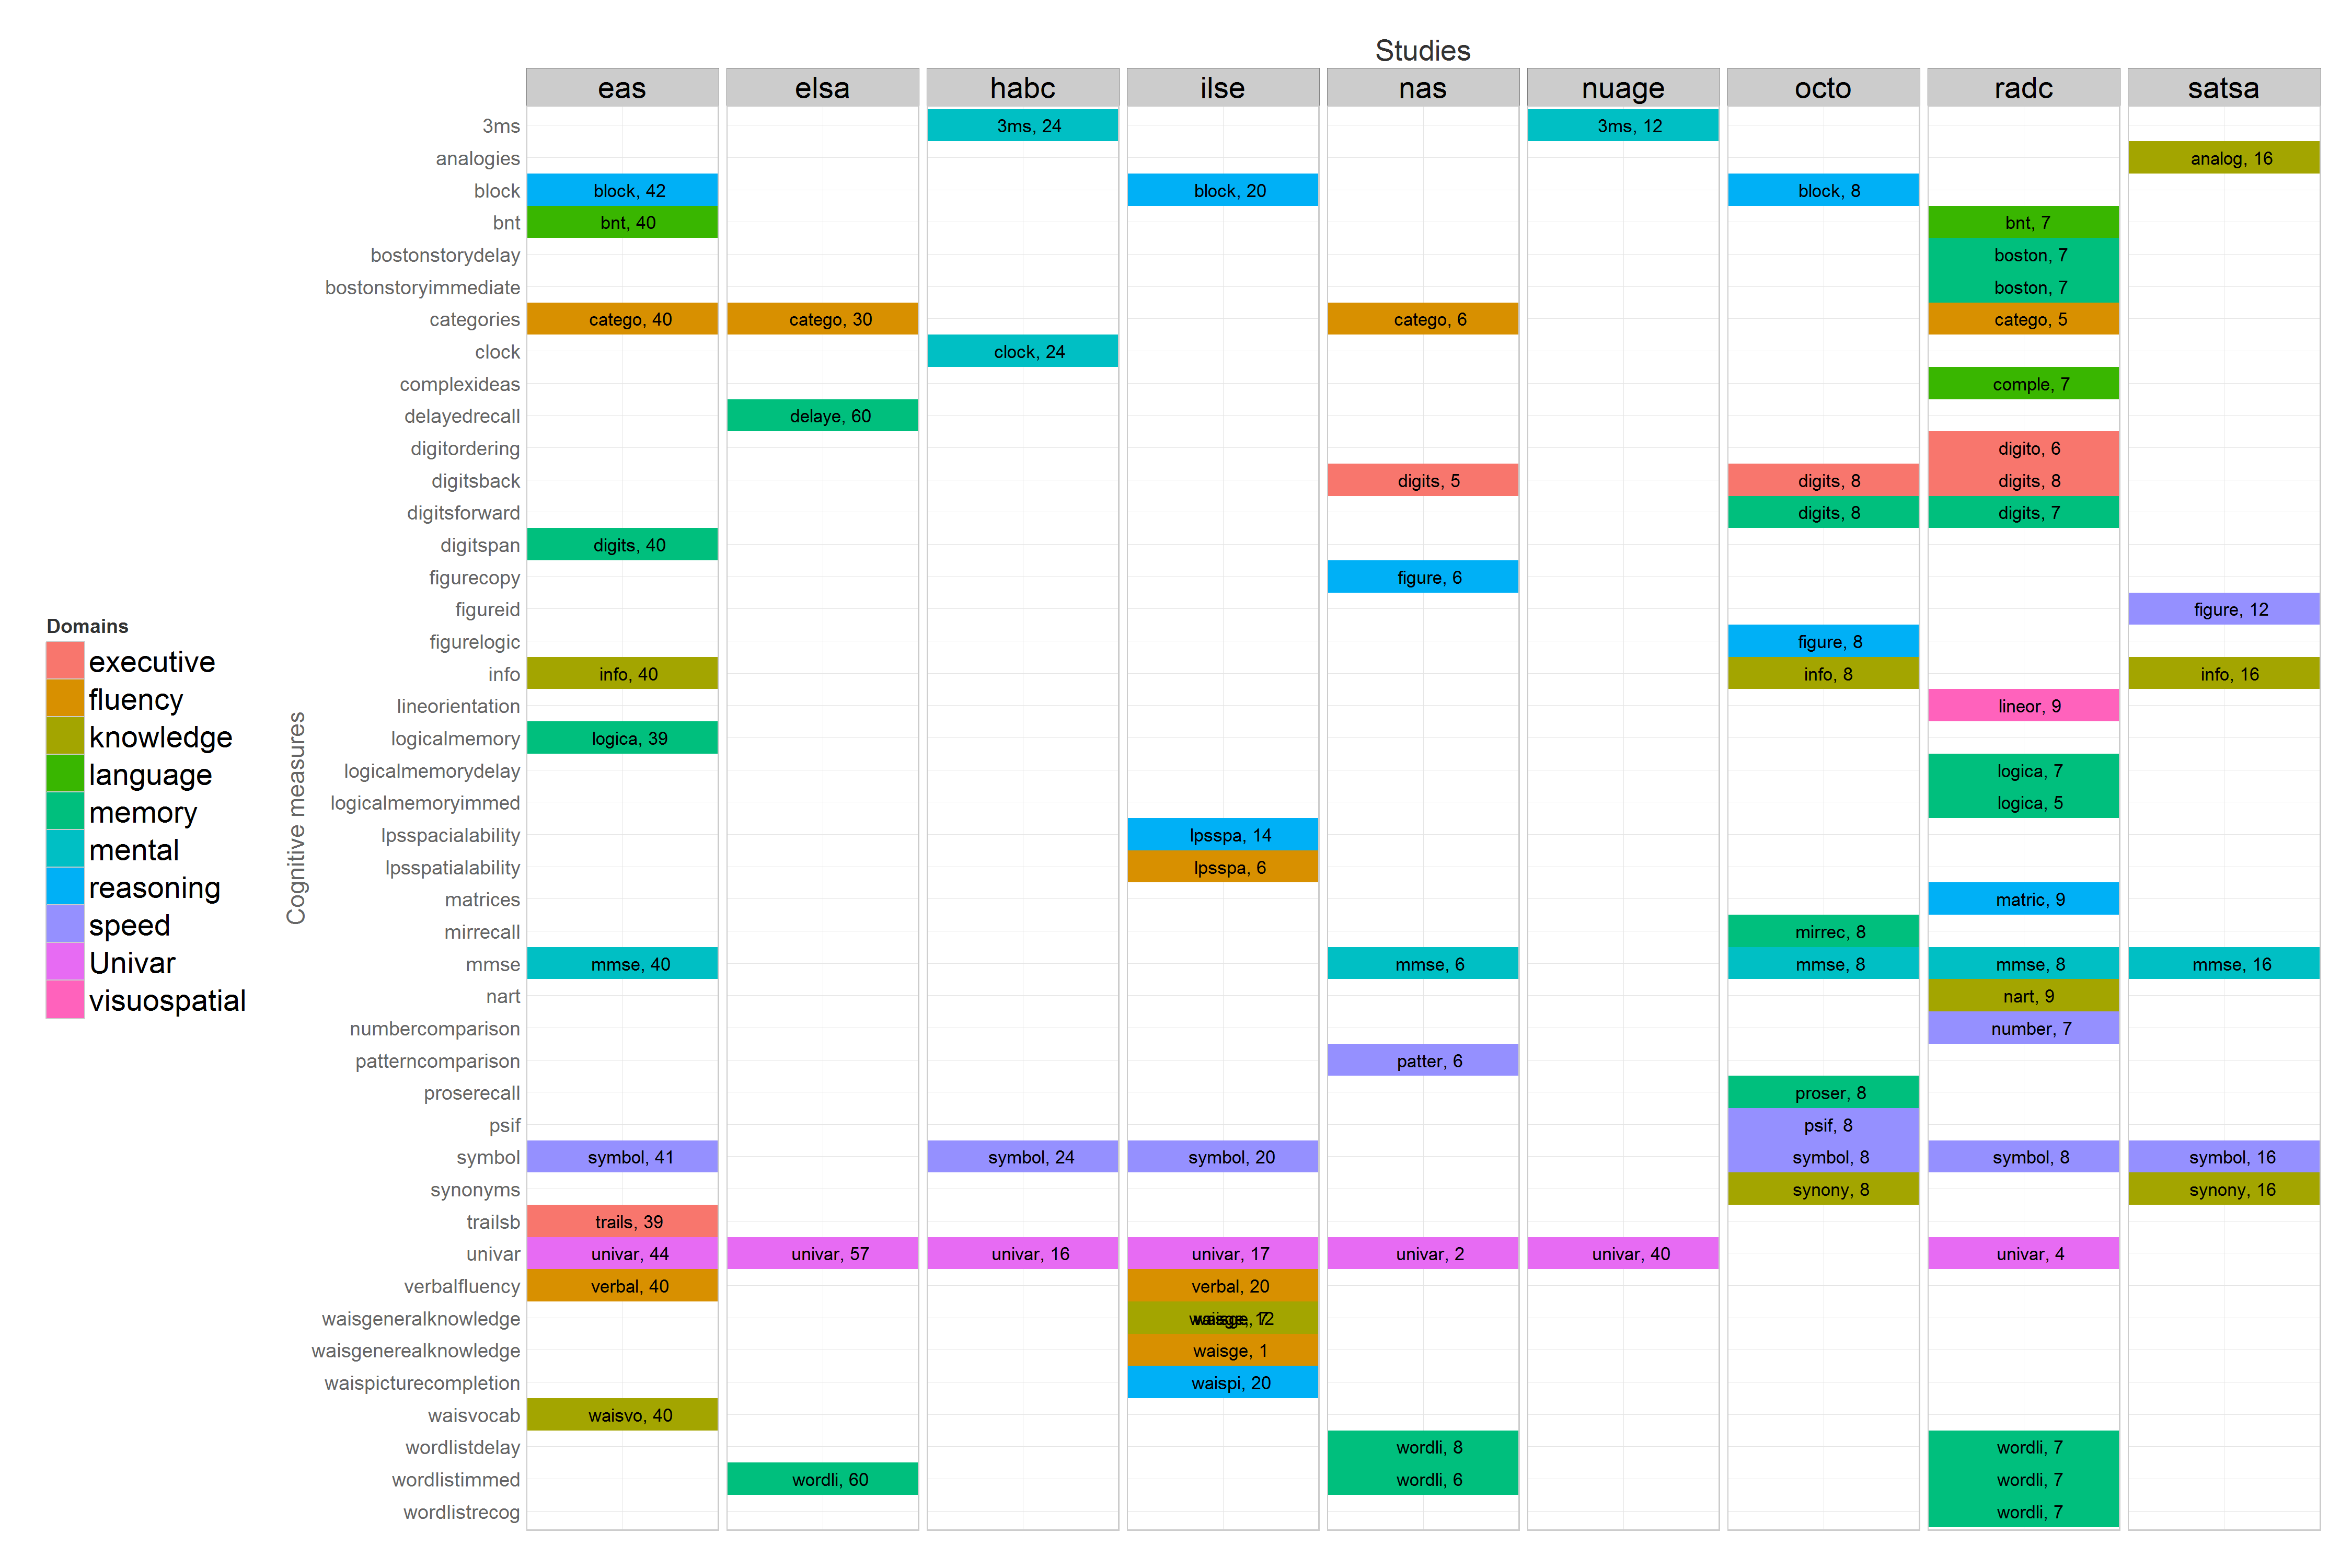 Studies
eas elsa habc ilse nas nuage octo radc satsa
3ms 3ms, 24 3ms, 12
analogies analog, 16
block block, 42 block, 20 block, 8
bnt bnt, 40 bnt, 7
bostonstorydelay boston, 7
bostonstoryimmediate boston, 7
categories catego, 40 catego, 30 catego, 6 catego, 5
clock clock, 24
complexideas comple, 7
delayedrecall delaye, 60
digitordering digito, 6
digitsback digits, 5 digits, 8 digits, 8
digitsforward digits, 8 digits, 7
digitspan digits, 40
figurecopy figure, 6
figureid figure, 12
figurelogic figure, 8
info info, 40 info, 8 info, 16
lineorientation lineor, 9
logicalmemory logica, 39
logicalmemorydelay logica, 7
logicalmemoryimmed logica, 5
lpsspacialability lpsspa, 14
lpsspatialability lpsspa, 6
matrices matric, 9
mirrecall mirrec, 8
mmse mmse, 40 mmse, 6 mmse, 8 mmse, 8 mmse, 16
nart nart, 9
numbercomparison number, 7
patterncomparison patter, 6
proserecall proser, 8
psif psif, 8
symbol symbol, 41 symbol, 24 symbol, 20 symbol, 8 symbol, 8 symbol, 16
synonyms synony, 8 synony, 16
trailsb trails, 39
univar univar, 44 univar, 57 univar, 16 univar, 17 univar, 2 univar, 40 univar, 4
verbalfluency verbal, 40 verbal, 20
waisgeneralknowledge
waisgenerealknowledge waisge, 1
waispicturecompletion waispi, 20
waisvocab waisvo, 40
wordlistdelay wordli, 8 wordli, 7
wordlistimmed wordli, 60 wordli, 6 wordli, 7
wordlistrecog wordli, 7
Cognitive measures
Domains
executive
fluency
knowledge
language
memory
mental
reasoning
speed
Univar
visuospatial